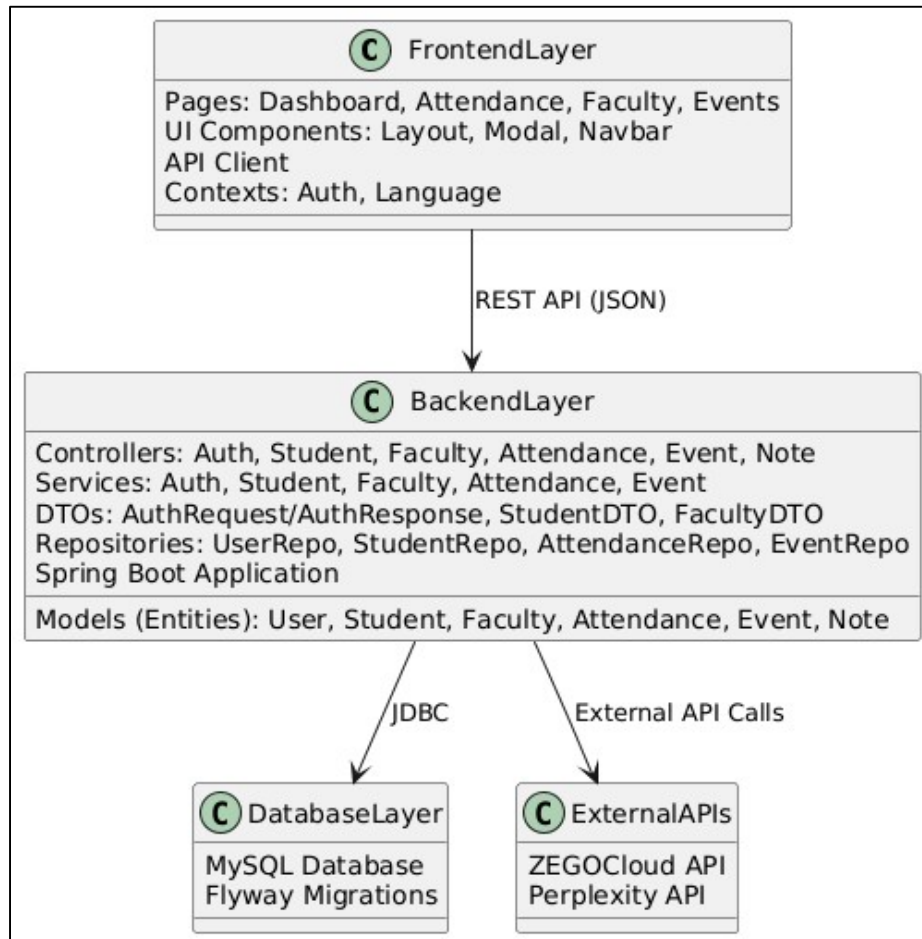 C FrontendLayer
Pages: Dashboard, Attendance, Faculty, Events
UI Components: Layout, Modal, Navbar
API Client
Contexts: Auth, Language
REST API (JSON)
C BackendLayer
Controllers: Auth, Student, Faculty, Attendance, Event, Note
Services: Auth, Student, Faculty, Attendance, Event
DTOs: AuthRequest/AuthResponse, StudentDTO, FacultyDTO
Repositories: UserRepo, StudentRepo, AttendanceRepo, EventRepo
Spring Boot Application
Models (Entities): User, Student, Faculty, Attendance, Event, Note
JDBC
External API Calls
C DatabaseLayer
MySQL Database
Flyway Migrations
C ExternalAPIs
ZEGOCloud API
Perplexity API